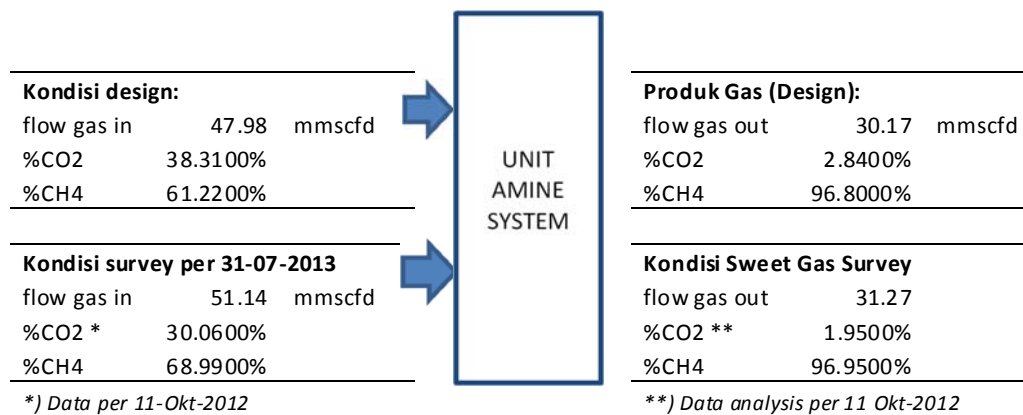 Kondisi design:
flow gas in 47.98 mmscfd
%CO2 38.3100%
%CH4 61.2200%
Kondisi survey per 31-07-2013
flow gas in 51.14 mmscfd
%CO2 * 30.0600%
%CH4 68.9900%
*) Data per 11-Okt-2012
UNIT
AMINE
SYSTEM
Produk Gas (Design):
flow gas out 30.17 mmscfd
%CO2 2.8400%
%CH4 96.8000%
Kondisi Sweet Gas Survey
flow gas out 31.27
%CO2 ** 1.9500%
%CH4 96.9500%
**) Data analysis per 11 Okt-2012